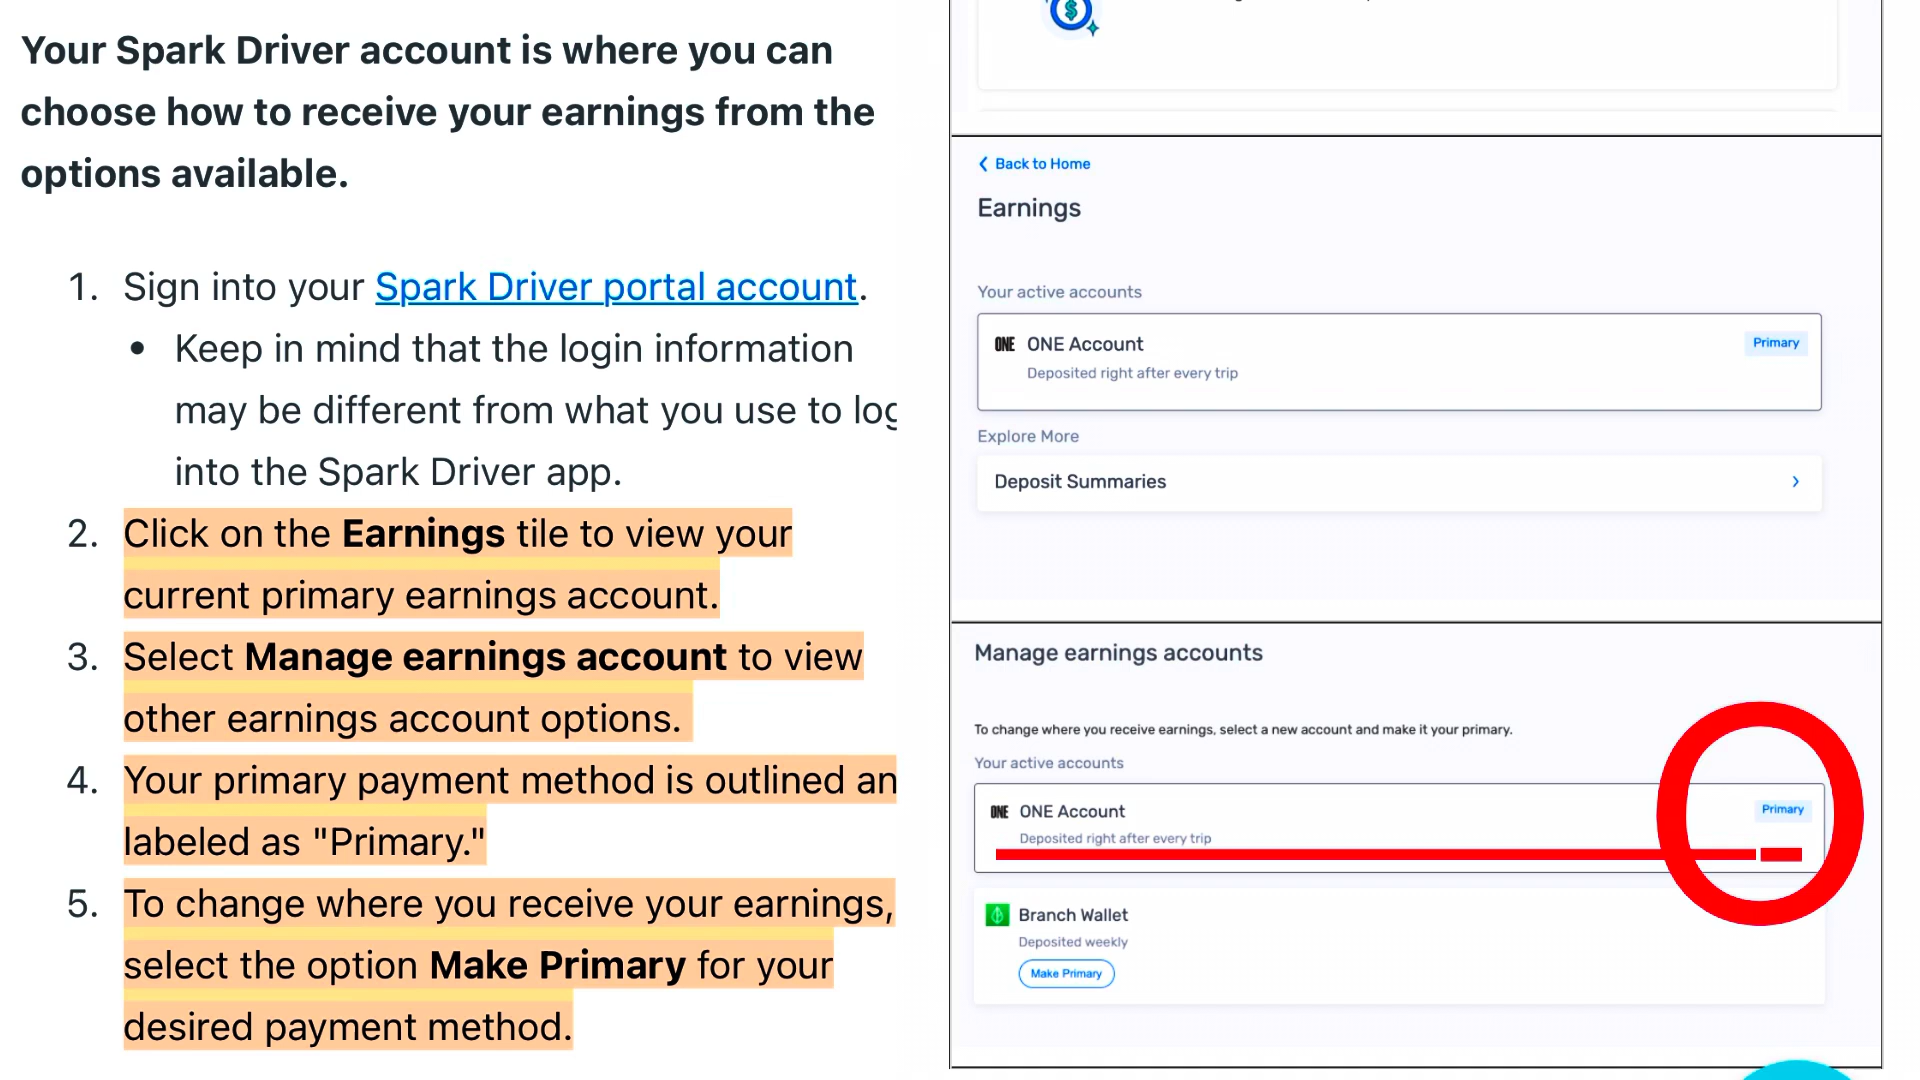 Your Spark Driver account is where you can
choose how to receive your earnings from the
options available.
1. Sign into your Spark Driver portal account.
• Keep in mind that the login information
may be different from what you use to log
into the Spark Driver app.
2. Click on the Earnings tile to view your
current primary earnings account.
3. Select Manage earnings account to view
other earnings account options.
4. Your primary payment method is outlined an
labeled as "Primary."
5. To change where you receive your earnings,
select the option Make Primary for your
desired payment method.
Back to Home
Earnings
Your active accounts
ONE ONE Account Primary
Deposited right after every trip
Explore More
Deposit Summaries
Manage earnings accounts
To change where you receive earnings, select a new account and make it your primary.
Your active accounts
ONE ONE Account Primary
Deposited right after every trip
Branch Wallet
Deposited weekly
Make Primary